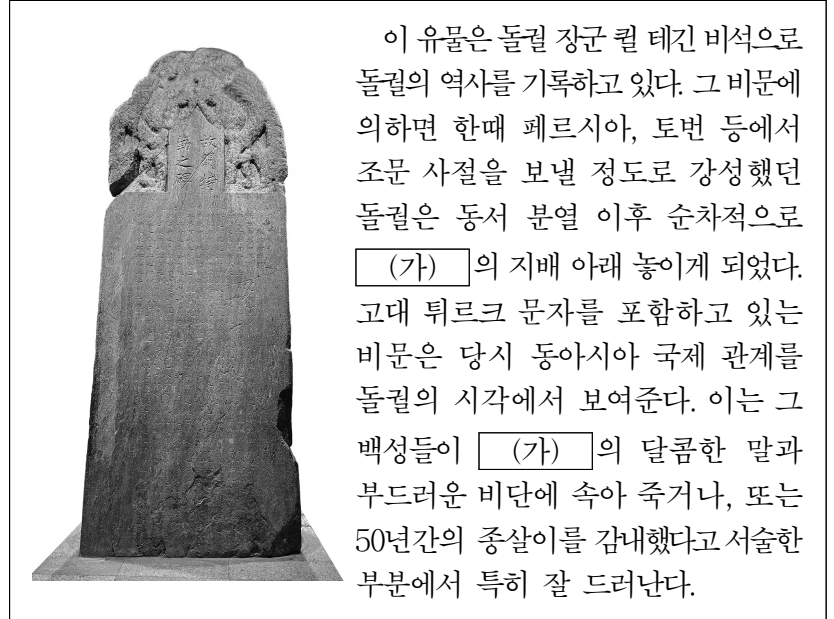 이 유물은 돌궐 장군 퀼 테긴 비석으로
돌궐의 역사를 기록하고 있다. 그 비문에
의하면 한때 페르시아, 토번 등에서
조문 사절을 보낼 정도로 강성했던
돌궐은 동서 분열 이후 순차적으로
(가) 의 지배 아래 놓이게 되었다.
고대 튀르크 문자를 포함하고 있는
비문은 당시 동아시아 국제 관계를
돌궐의 시각에서 보여준다. 이는 그
백성들이 (가) 의 달콤한 말과
부드러운 비단에 속아 죽거나, 또는
50년간의 종살이를 감내했다고 서술한
부분에서 특히 잘 드러난다.